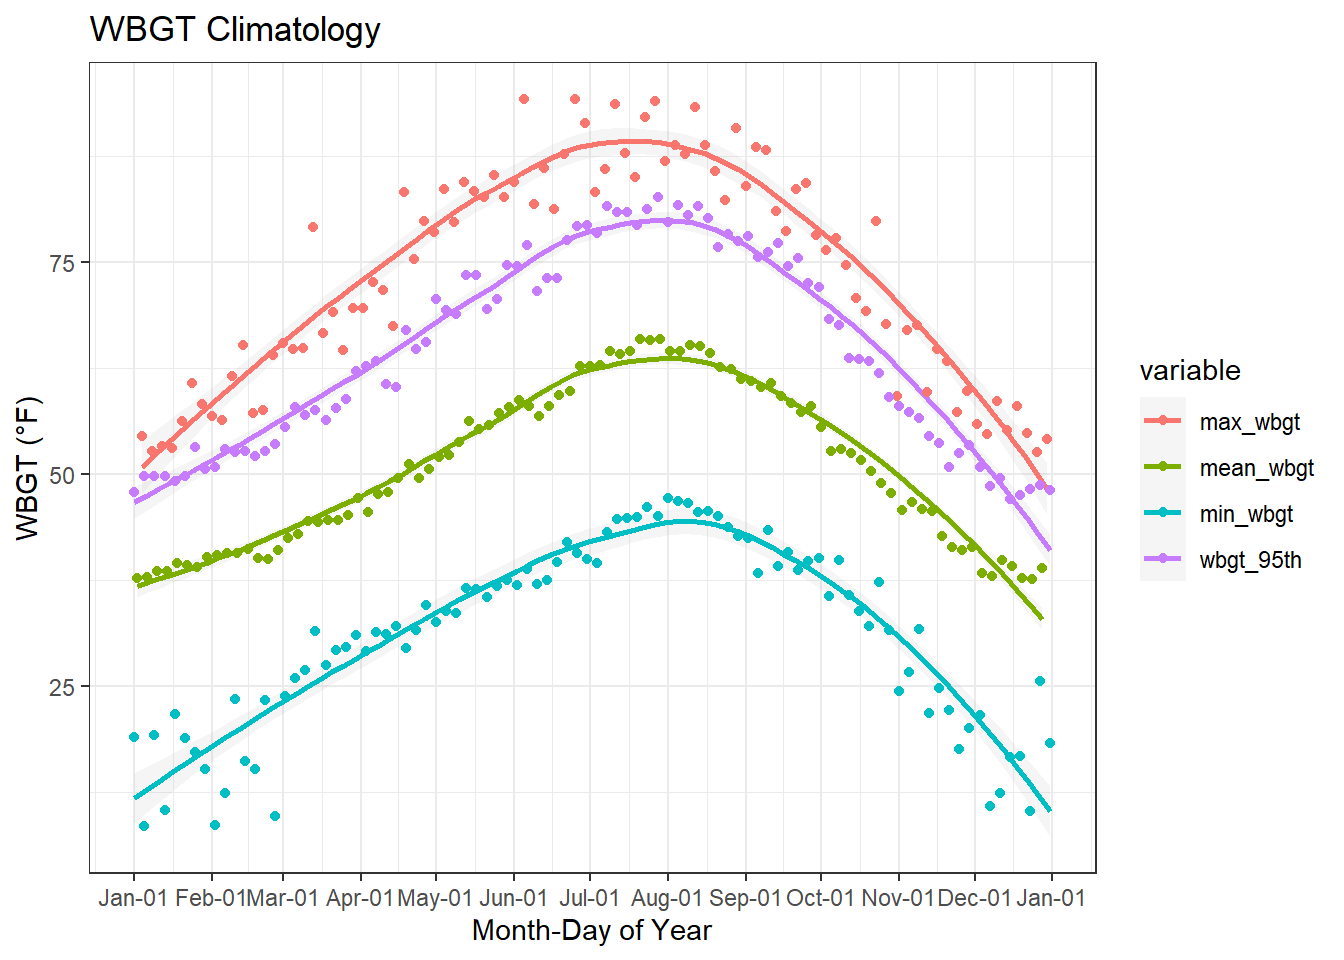 WBGT Climatology
WBGT (°F)
75
50
25
Jan-01 Feb-01 Mar-01 Apr-01 May-01 Jun-01 Jul-01 Aug-01 Sep-01 Oct-01 Nov-01 Dec-01 Jan-01
Month-Day of Year
variable
max_wbgt
mean_wbgt
min_wbgt
wbgt_95th